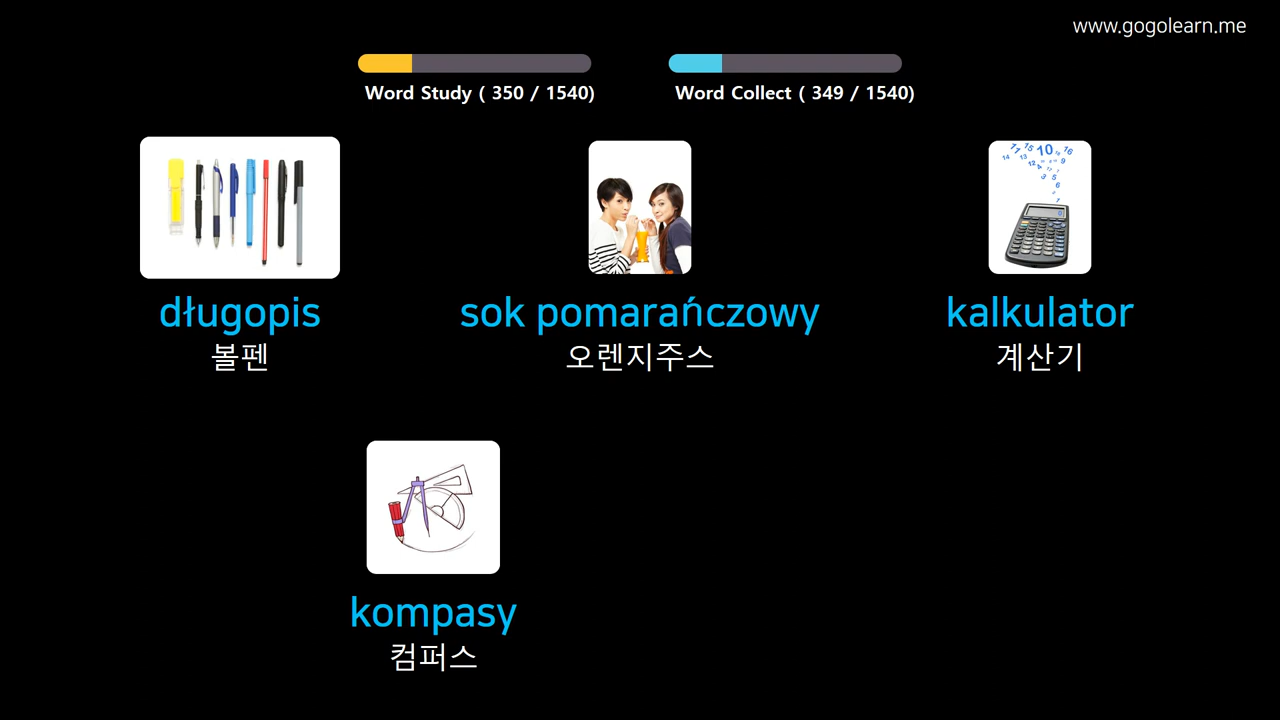 www.gogolearn.me
Word Study ( 350 / 1540)
Word Collect ( 349 / 1540)
długopis
볼펜
sok pomarańczowy
오렌지주스
kalkulator
계산기
kompasy
컴퍼스